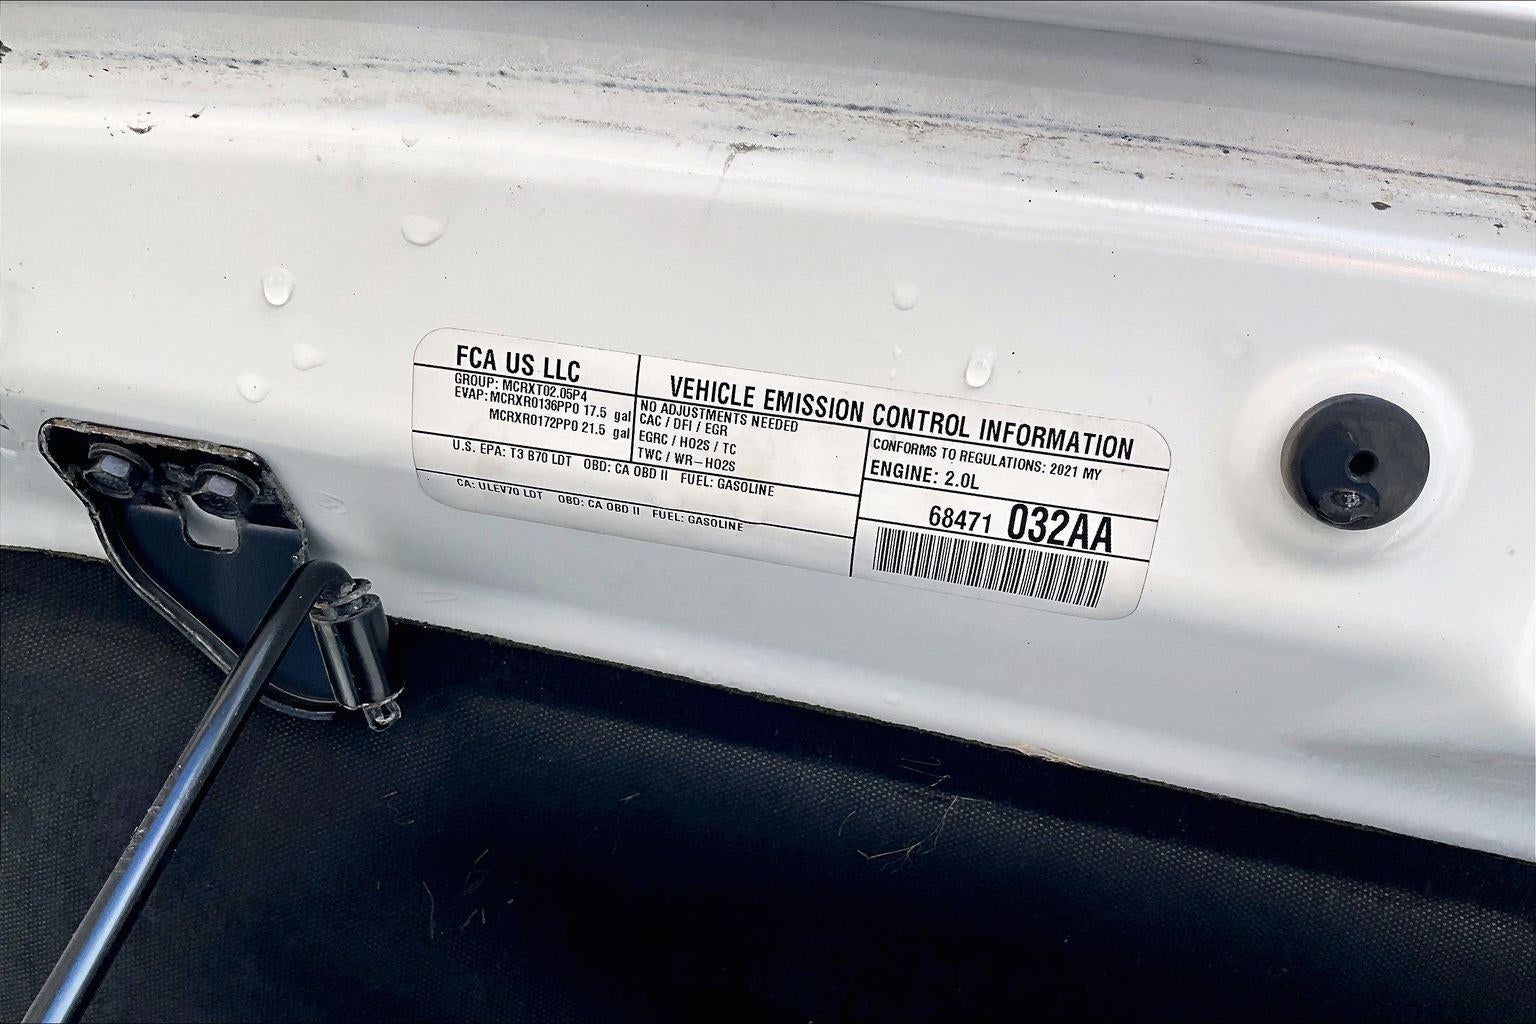 FCA US LLC
GROUP: MCRXT02.05P4
EVAP: MCRXR0136PP0 17.5 gal
MCRXR0172PP0 21.5 gal
VEHICLE EMISSION CONTROL INFORMATION
NO ADJUSTMENTS NEEDED
CAC / DFI / EGR
EGRC / HO2S / TC
TWC / WR-HO2S
CONFORMS TO REGULATIONS: 2021 MY
ENGINE: 2.0L
U.S. EPA: T3 B70 LDT OBD: CA OBD II FUEL: GASOLINE
CA: ULEV70 LDT OBD: CA OBD II FUEL: GASOLINE
68471 032AA